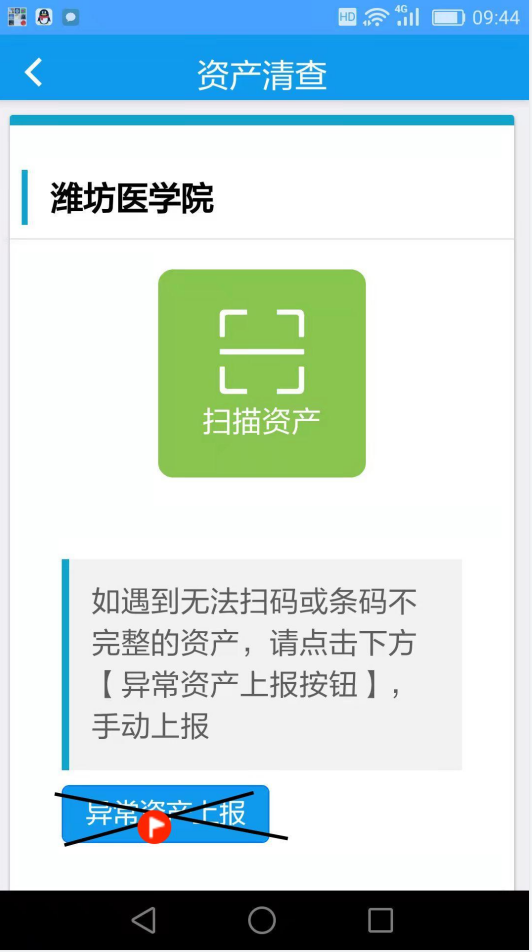 HD 4G 09:44
资产清查
潍坊医学院
扫描资产
如遇到无法扫码或条码不
完整的资产，请点击下方
【异常资产上报按钮】，
手动上报
异常资产上报